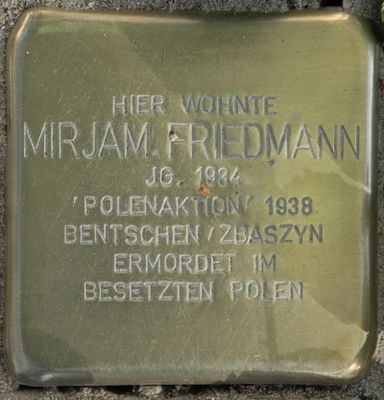 HIER WOHNTE
MIRJAM FRIEDMANN
JG. 1934
'POLENAKTION' 1938
BENTSCHEN/ZBASZYN
ERMORDET IM
BESETZTEN POLEN